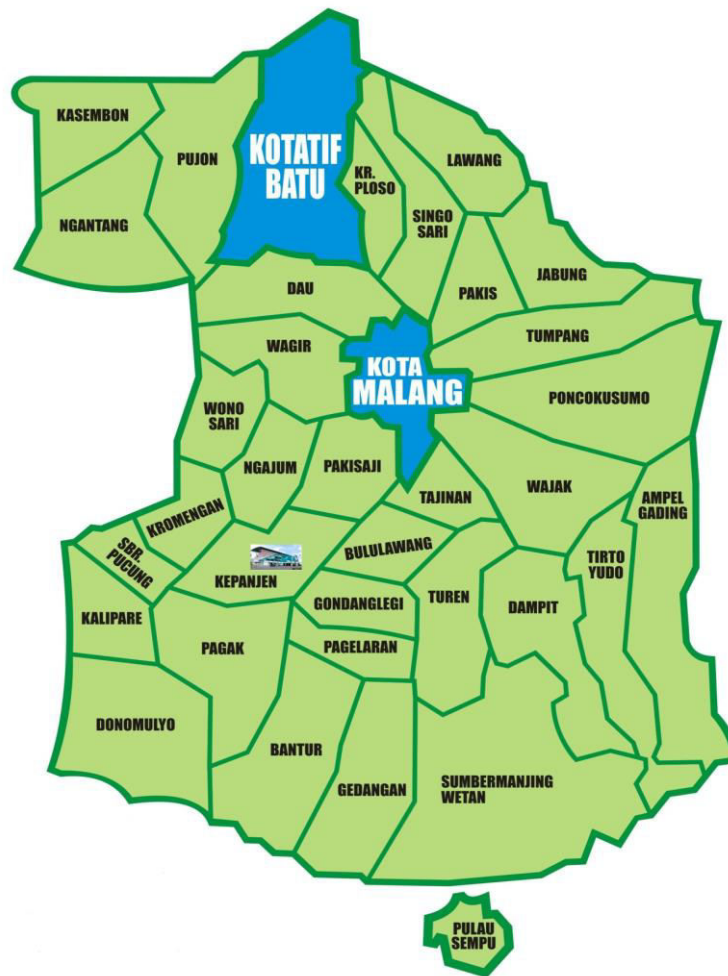 KASEMBON
PUJON
KOTATIF
BATU
KR.
PLOSO
LAWANG
NGANTANG
SINGO
SARI
JABUNG
DAU
PAKIS
TUMPANG
WAGIR
KOTA
MALANG
PONCOKUSUMO
WONO
SARI
NGAJUM
PAKISAJI
TAJINAN
WAJAK
AMPEL
GADING
KROMENGAN
SBR.
PUCUNG
KEPANJEN
BULULAWANG
TIRTO
YUDO
GONDANGLEGI
TUREN
DAMPIT
KALIPARE
PAGAK
PAGELARAN
DONOMULYO
BANTUR
GEDANGAN
SUMBERMANJING
WETAN
PULAU
SEMPU